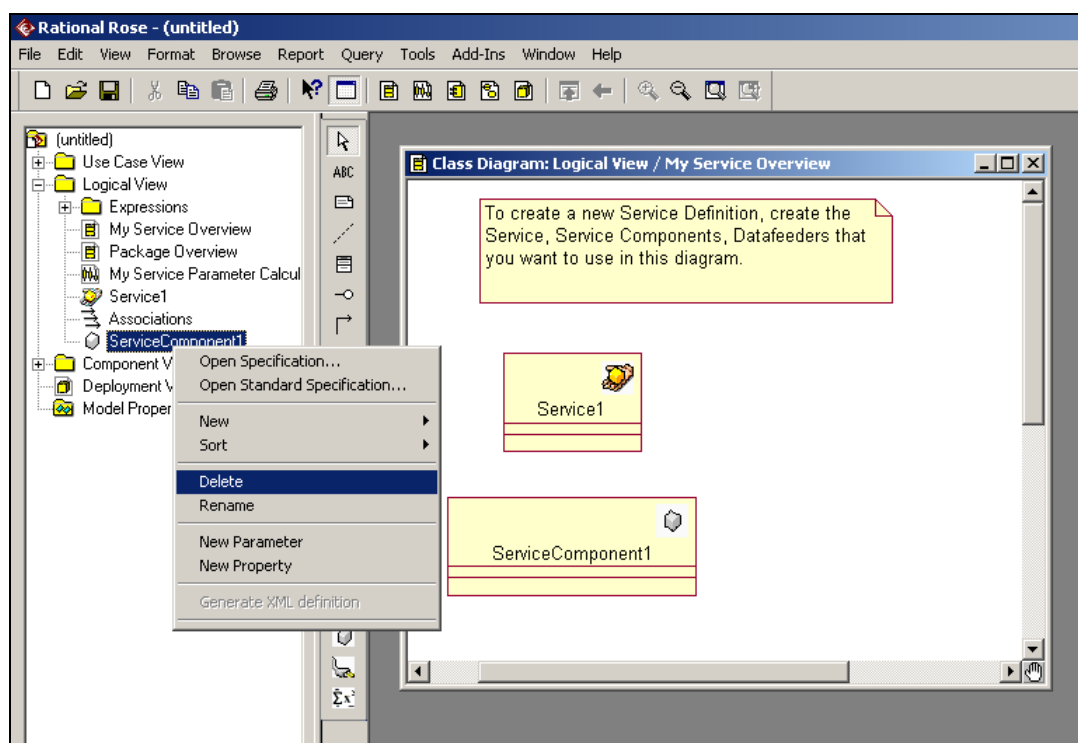 Rational Rose - (untitled)
File Edit View Format Browse Report Query Tools Add-Ins Window Help
(untitled)
Use Case View
Logical View
Expressions
My Service Overview
Package Overview
My Service Parameter Calcul
Service1
Associations
ServiceComponent1
Component V
Deployment V
Model Proper
Open Specification...
Open Standard Specification...
New
Sort
Delete
Rename
New Parameter
New Property
Generate XML definition
ABC
Σx²
Class Diagram: Logical View / My Service Overview
To create a new Service Definition, create the
Service, Service Components, Datafeeders that
you want to use in this diagram.
Service1
ServiceComponent1